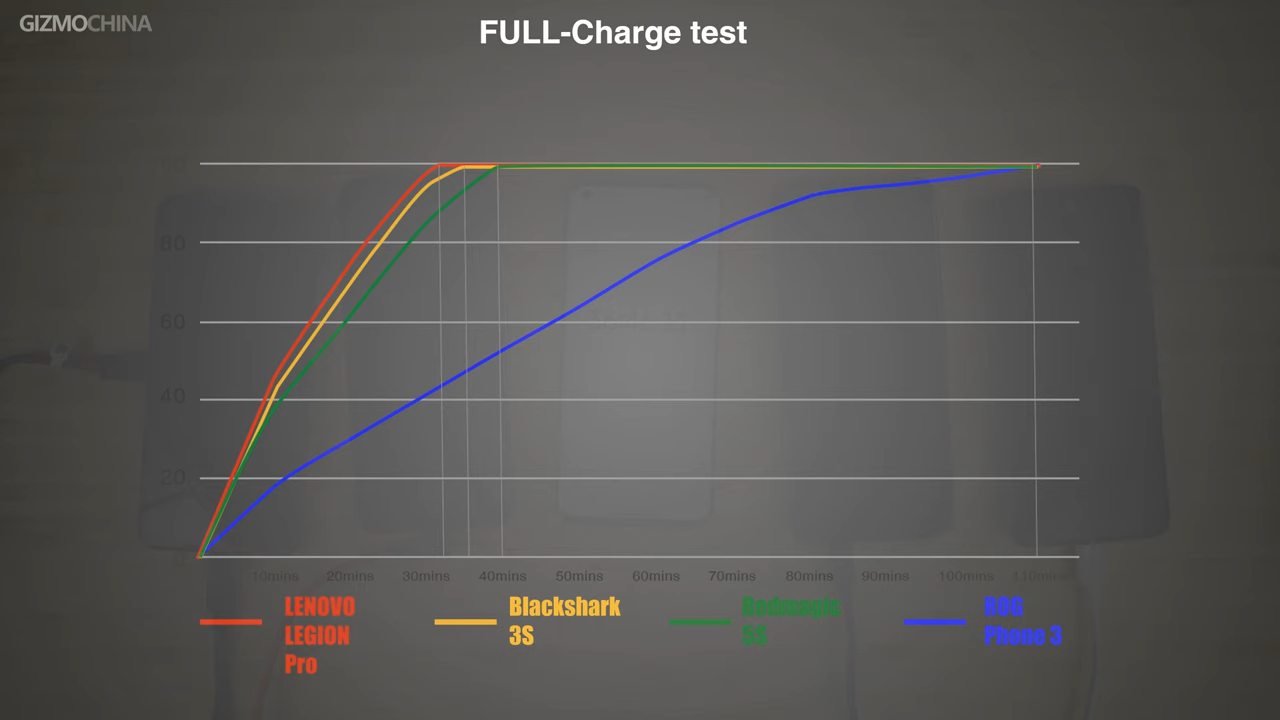 GIZMOCHINA
FULL-Charge test
80
60
40
20
10mins 20mins 30mins 40mins 50mins 60mins 70mins 80mins 90mins 100mins 110mins
LENOVO Blackshark Redmagic ROG
LEGION 3S 5S Phone 3
Pro